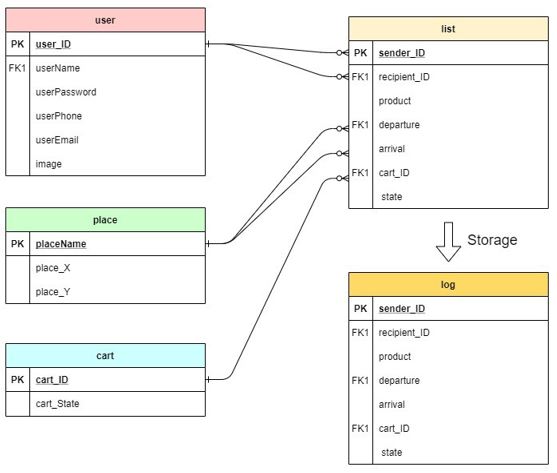 user
PK user_ID
FK1 userName
userPassword
userPhone
userEmail
image
place
PK placeName
place_X
place_Y
cart
PK cart_ID
cart_State
list
PK sender_ID
FK1 recipient_ID
product
FK1 departure
arrival
FK1 cart_ID
state
Storage
log
PK sender_ID
FK1 recipient_ID
product
FK1 departure
arrival
FK1 cart_ID
state